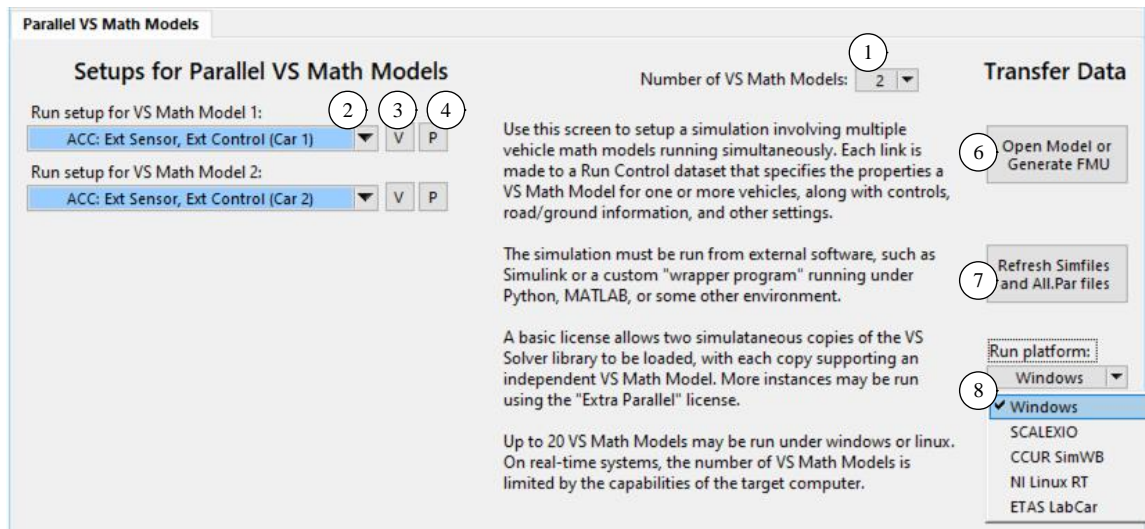 Parallel VS Math Models
Setups for Parallel VS Math Models
Run setup for VS Math Model 1:
2
3
4
ACC: Ext Sensor, Ext Control (Car 1)
V
P
Run setup for VS Math Model 2:
ACC: Ext Sensor, Ext Control (Car 2)
V
P
1
Number of VS Math Models:
2
Use this screen to setup a simulation involving multiple
vehicle math models running simultaneously. Each link is
made to a Run Control dataset that specifies the properties a
VS Math Model for one or more vehicles, along with controls,
road/ground information, and other settings.
The simulation must be run from external software, such as
Simulink or a custom "wrapper program" running under
Python, MATLAB, or some other environment.
A basic license allows two simulataneous copies of the VS
Solver library to be loaded, with each copy supporting an
independent VS Math Model. More instances may be run
using the "Extra Parallel" license.
Up to 20 VS Math Models may be run under windows or linux.
On real-time systems, the number of VS Math Models is
limited by the capabilities of the target computer.
Transfer Data
6
Open Model or
Generate FMU
7
Refresh Simfiles
and All.Par files
Run platform:
Windows
8
Windows
SCALEXIO
CCUR SimWB
NI Linux RT
ETAS LabCar